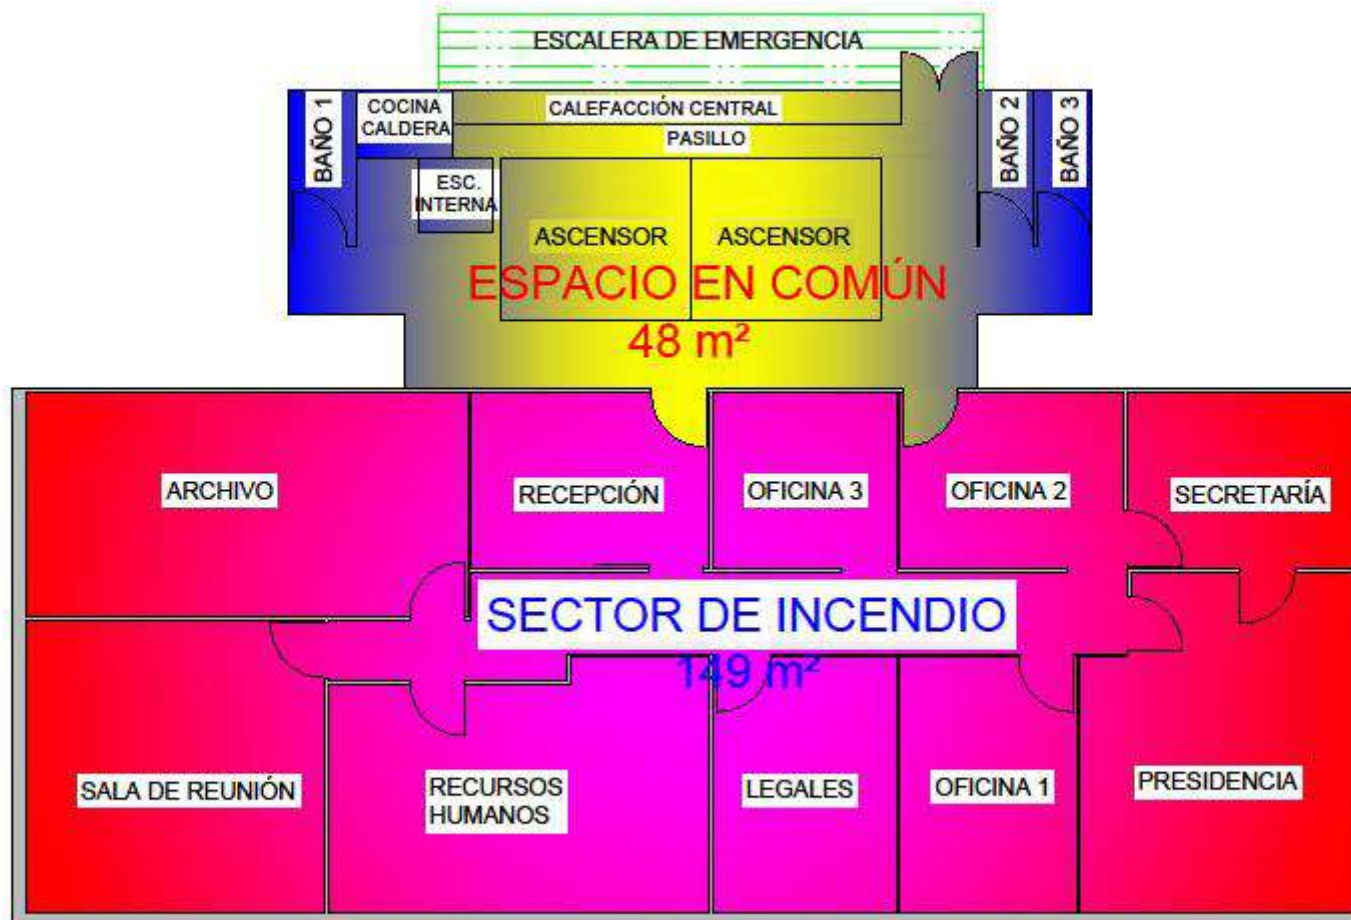 ESCALERA DE EMERGENCIA
BAÑO 1
COCINA
CALDERA
CALEFACCIÓN CENTRAL
PASILLO
BAÑO 2
BAÑO 3
ESC.
INTERNA
ASCENSOR
ASCENSOR
ESPACIO EN COMÚN
48 m²
ARCHIVO
RECEPCIÓN
OFICINA 3
OFICINA 2
SECRETARÍA
SECTOR DE INCENDIO
149 m²
SALA DE REUNIÓN
RECURSOS
HUMANOS
LEGALES
OFICINA 1
PRESIDENCIA